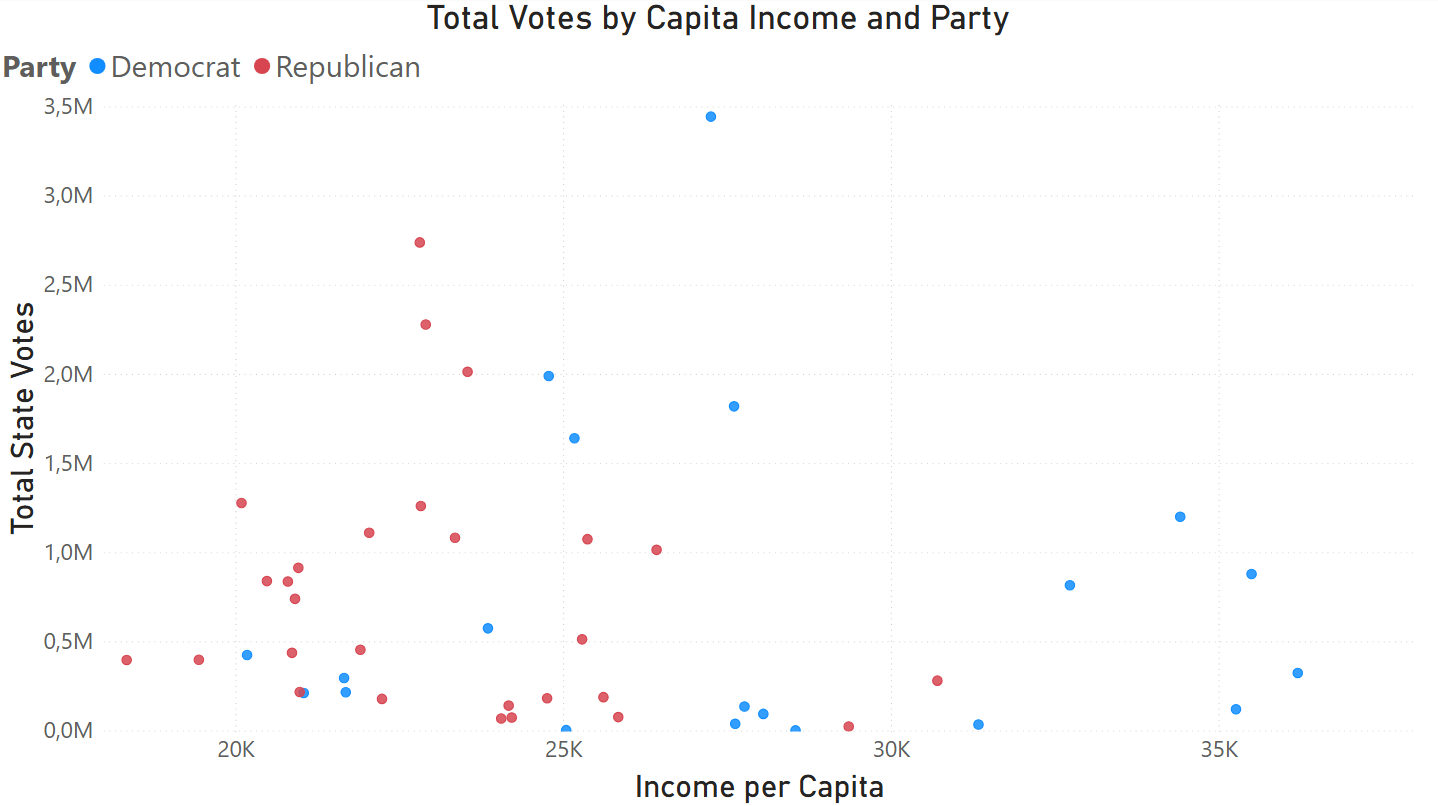 Total Votes by Capita Income and Party
Party Democrat Republican
3,5M
3,0M
2,5M
2,0M
1,5M
1,0M
0,5M
0,0M
Total State Votes
20K 25K 30K 35K
Income per Capita